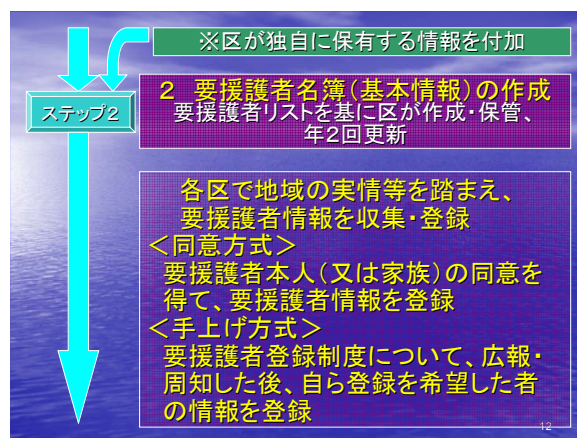 ※区が独自に保有する情報を付加
ステップ2
2 要援護者名簿(基本情報)の作成
要援護者リストを基に区が作成・保管、
年2回更新
各区で地域の実情等を踏まえ、
要援護者情報を収集・登録
<同意方式>
要援護者本人(又は家族)の同意を
得て、要援護者情報を登録
<手上げ方式>
要援護者登録制度について、広報・
周知した後、自ら登録を希望した者
の情報を登録
12